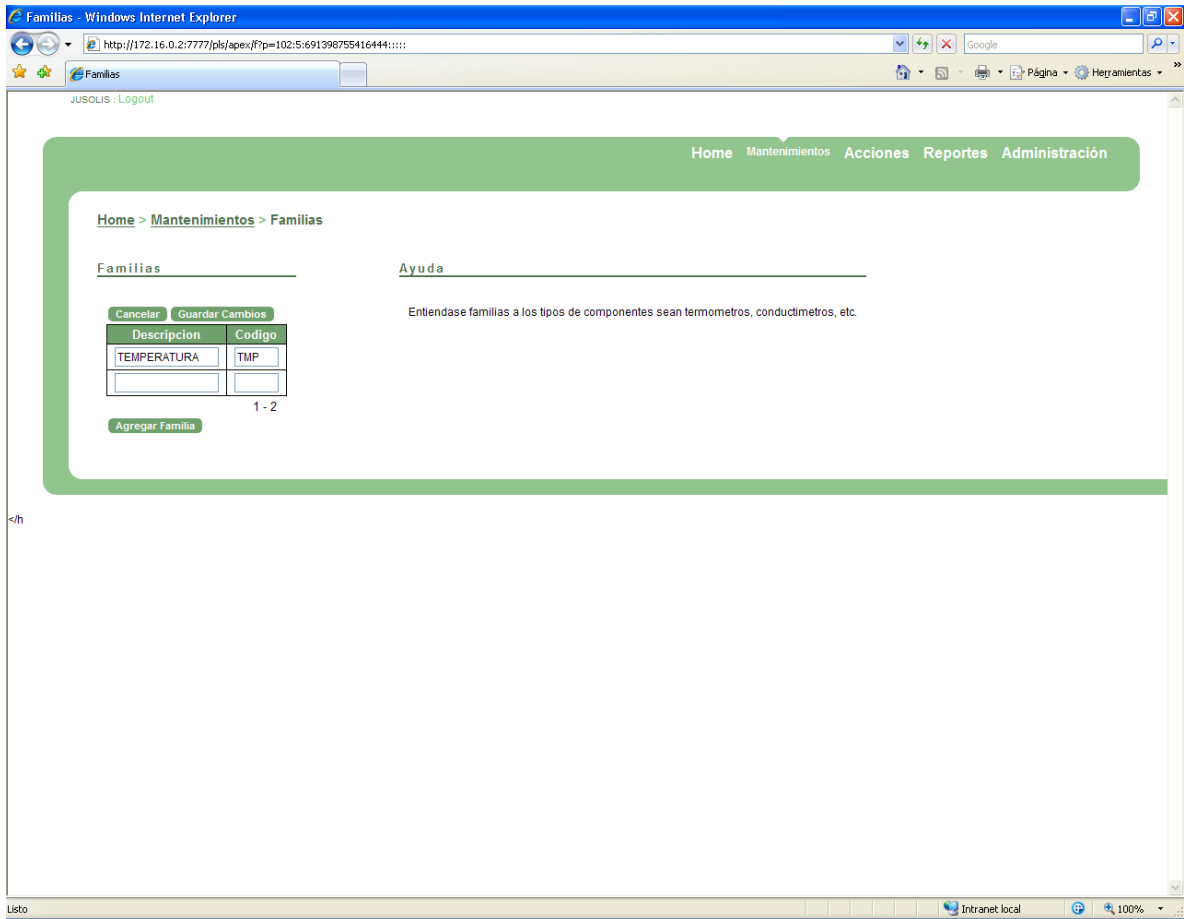 Familias - Windows Internet Explorer
http://172.16.0.2:7777/pls/apex/f?p=102:5:691398755416444:::::
Google
Familias
Página
Herramientas
JUSOLIS : Logout
Home Mantenimientos Acciones Reportes Administración
Home > Mantenimientos > Familias
Familias
Ayuda
Cancelar Guardar Cambios
Entiendase familias a los tipos de componentes sean termometros, conductimetros, etc.
Descripcion Codigo
TEMPERATURA TMP
1 - 2
Agregar Familia
</h
Listo
Intranet local
100%